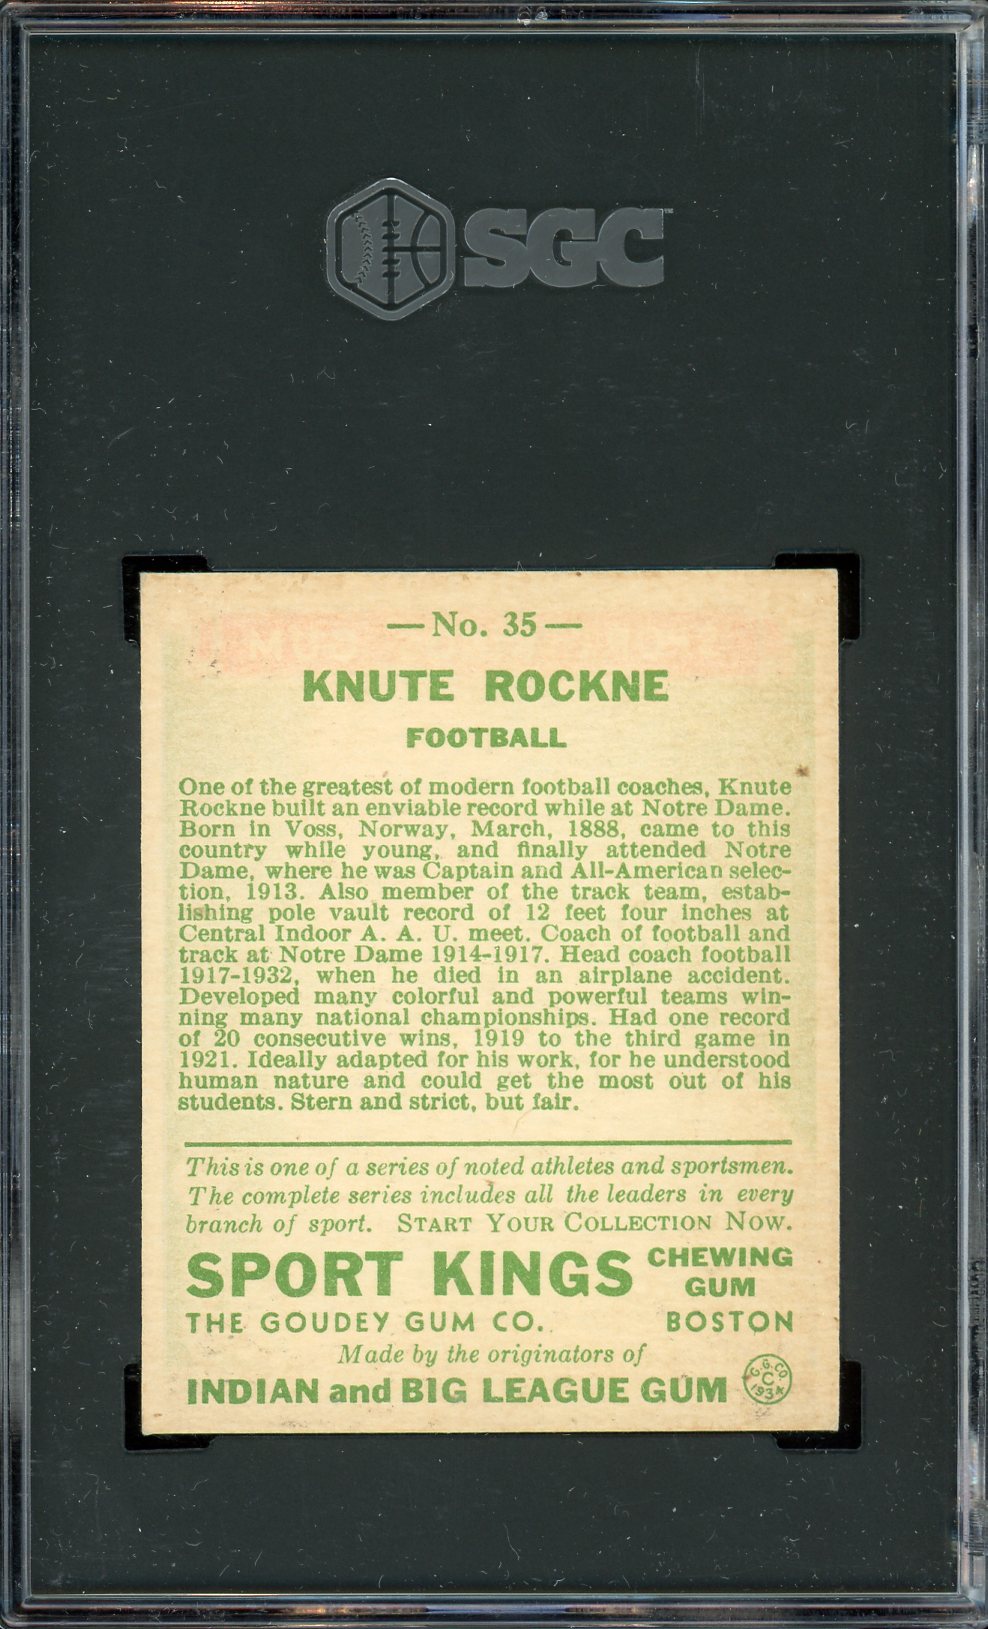 SGC
— No. 35 —
KNUTE ROCKNE
FOOTBALL
One of the greatest of modern football coaches, Knute
Rockne built an enviable record while at Notre Dame.
Born in Voss, Norway, March, 1888, came to this
country while young, and finally attended Notre
Dame, where he was Captain and All-American selec-
tion, 1913. Also member of the track team, estab-
lishing pole vault record of 12 feet four inches at
Central Indoor A. A. U. meet. Coach of football and
track at Notre Dame 1914-1917. Head coach football
1917-1932, when he died in an airplane accident.
Developed many colorful and powerful teams win-
ning many national championships. Had one record
of 20 consecutive wins, 1919 to the third game in
1921. Ideally adapted for his work, for he understood
human nature and could get the most out of his
students. Stern and strict, but fair.
This is one of a series of noted athletes and sportsmen.
The complete series includes all the leaders in every
branch of sport. START YOUR COLLECTION NOW.
SPORT KINGS CHEWING GUM
THE GOUDEY GUM CO. BOSTON
Made by the originators of
INDIAN and BIG LEAGUE GUM
G.G.CO.
C
1934